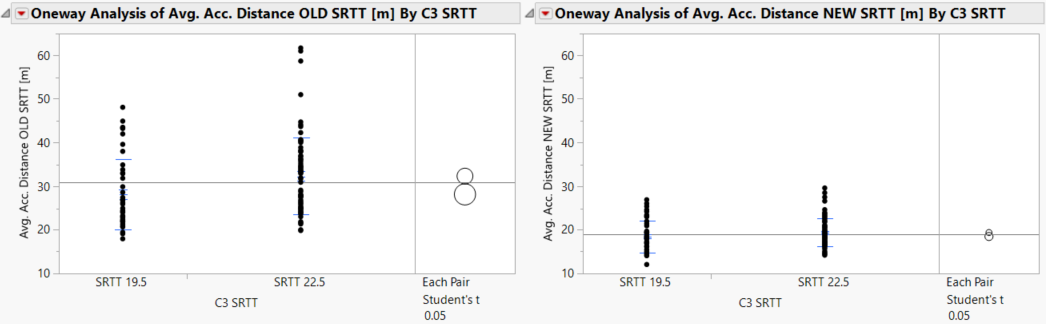 Oneway Analysis of Avg. Acc. Distance OLD SRTT [m] By C3 SRTT
Avg. Acc. Distance OLD SRTT [m]
60
50
40
30
20
10
SRTT 19.5
SRTT 22.5
C3 SRTT
Each Pair
Student's t
0.05
Oneway Analysis of Avg. Acc. Distance NEW SRTT [m] By C3 SRTT
Avg. Acc. Distance NEW SRTT [m]
60
50
40
30
20
10
SRTT 19.5
SRTT 22.5
C3 SRTT
Each Pair
Student's t
0.05